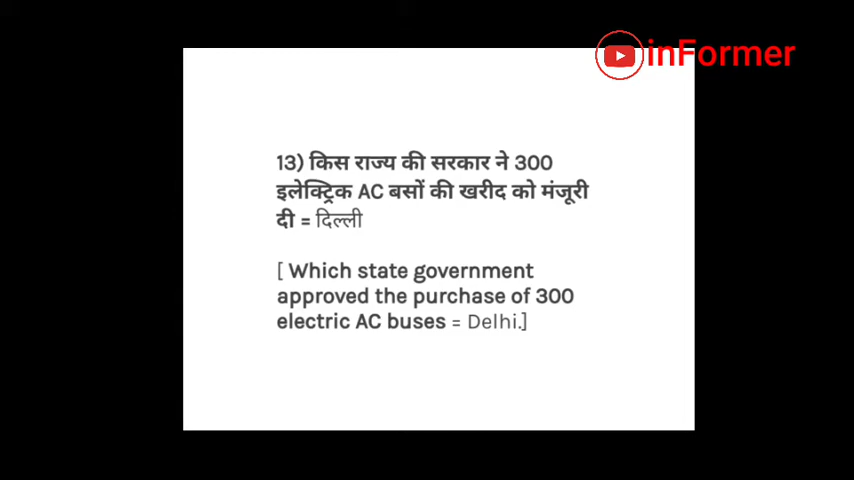 inFormer
13) किस राज्य की सरकार ने 300
इलेक्ट्रिक AC बसों की खरीद को मंजूरी
दी = दिल्ली
[ Which state government
approved the purchase of 300
electric AC buses = Delhi.]